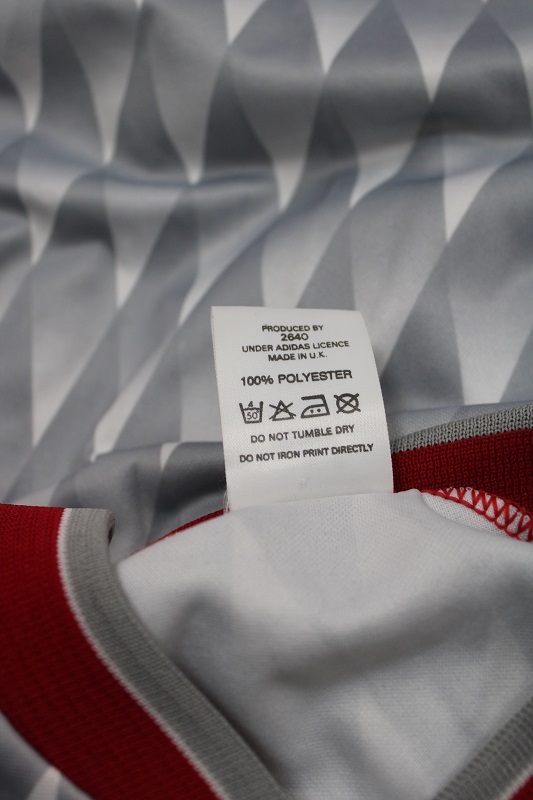 PRODUCED BY
2640
UNDER ADIDAS LICENCE
MADE IN U.K.
100% POLYESTER
4
50
DO NOT TUMBLE DRY
DO NOT IRON PRINT DIRECTLY